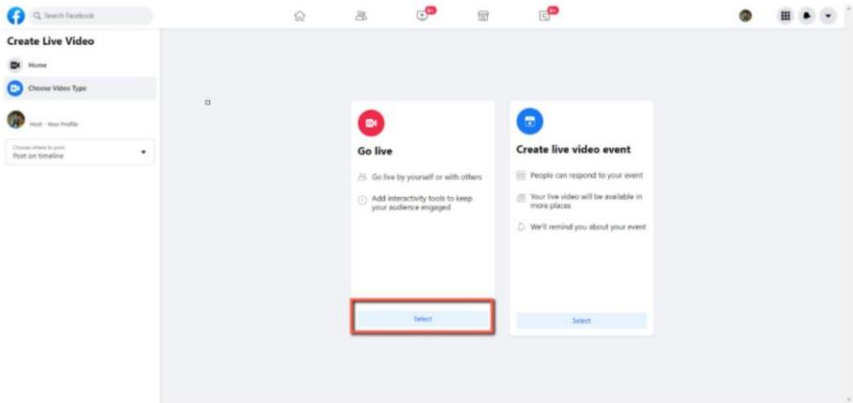 Search Facebook
9+
9+
Create Live Video
Home
Choose Video Type
Host - Your Profile
Choose where to post
Post on timeline
Go live
Go live by yourself or with others
Add interactivity tools to keep
your audience engaged
Select
Create live video event
People can respond to your event
Your live video will be available in
more places
We'll remind you about your event
Select